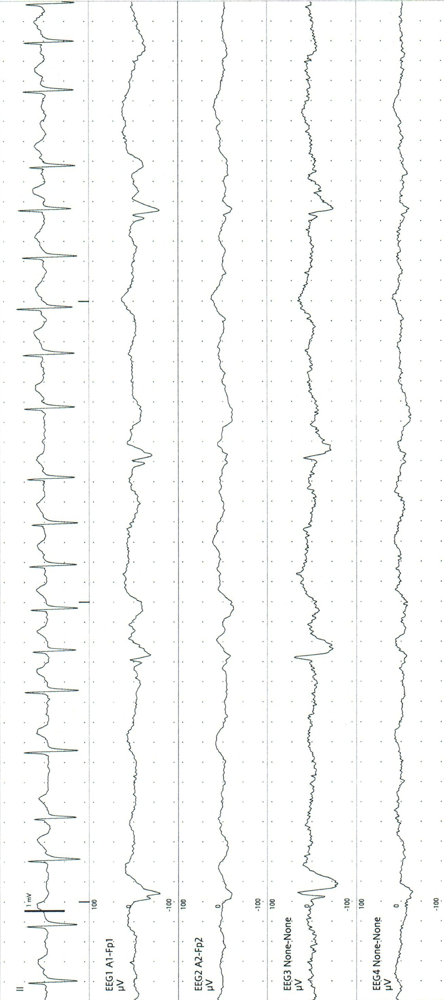 II
1 mV
EEG1 A1-Fp1
µV
100
0
-100
EEG2 A2-Fp2
µV
100
0
-100
EEG3 None-None
µV
100
0
-100
EEG4 None-None
µV
100
0
-100